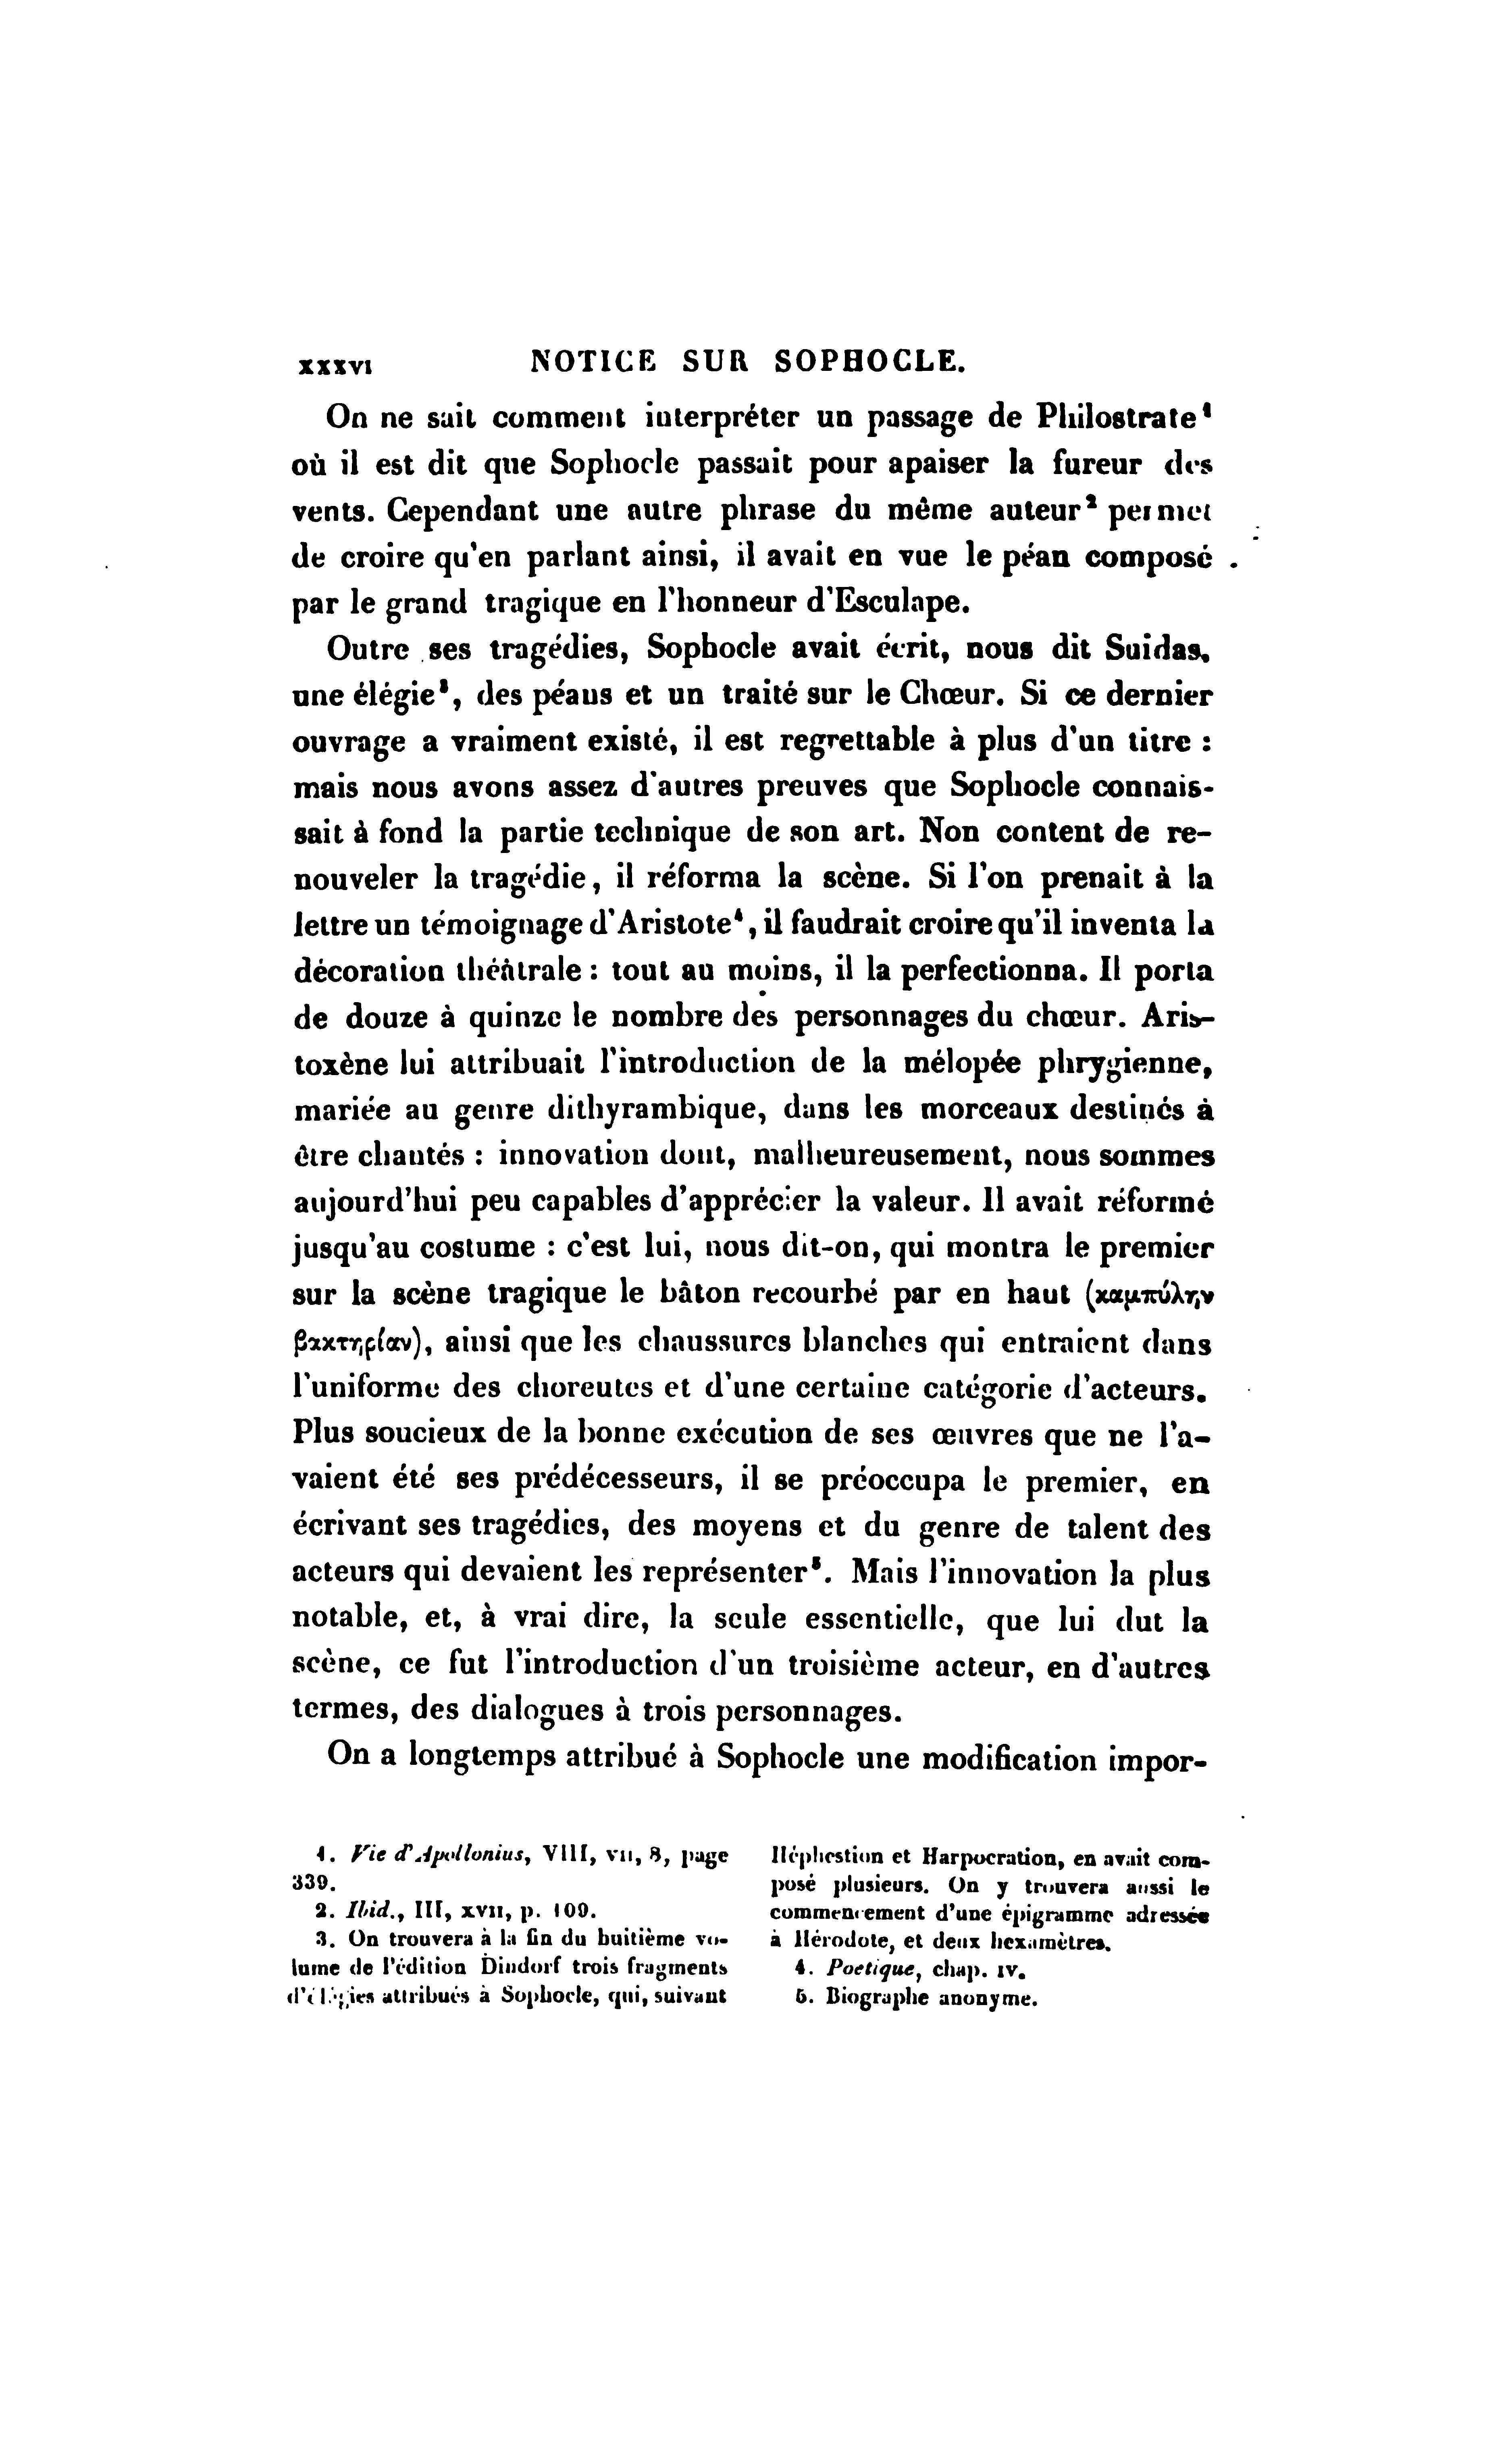 xxxvi NOTICE SUR SOPHOCLE.
On ne sait comment interpréter un passage de Philostrate¹
où il est dit que Sophocle passait pour apaiser la fureur des
vents. Cependant une autre phrase du même auteur² permet
de croire qu'en parlant ainsi, il avait en vue le péan composé
par le grand tragique en l'honneur d'Esculape.
Outre ses tragédies, Sophocle avait écrit, nous dit Suidas,
une élégie³, des péans et un traité sur le Chœur. Si ce dernier
ouvrage a vraiment existé, il est regrettable à plus d'un titre :
mais nous avons assez d'autres preuves que Sophocle connais-
sait à fond la partie technique de son art. Non content de re-
nouveler la tragédie, il réforma la scène. Si l'on prenait à la
lettre un témoignage d'Aristote⁴, il faudrait croire qu'il inventa la
décoration théâtrale : tout au moins, il la perfectionna. Il porta
de douze à quinze le nombre des personnages du chœur. Aris-
toxène lui attribuait l'introduction de la mélopée phrygienne,
mariée au genre dithyrambique, dans les morceaux destinés à
être chantés : innovation dont, malheureusement, nous sommes
aujourd'hui peu capables d'apprécier la valeur. Il avait réformé
jusqu'au costume : c'est lui, nous dit-on, qui montra le premier
sur la scène tragique le bâton recourbé par en haut (καμπύλην
βακτηρίαν), ainsi que les chaussures blanches qui entraient dans
l'uniforme des choreutes et d'une certaine catégorie d'acteurs.
Plus soucieux de la bonne exécution de ses œuvres que ne l'a-
vaient été ses prédécesseurs, il se préoccupa le premier, en
écrivant ses tragédies, des moyens et du genre de talent des
acteurs qui devaient les représenter⁵. Mais l'innovation la plus
notable, et, à vrai dire, la seule essentielle, que lui dut la
scène, ce fut l'introduction d'un troisième acteur, en d'autres
termes, des dialogues à trois personnages.
On a longtemps attribué à Sophocle une modification impor-
1. Vie d'Apollonius, VIII, vii, 8, page
339.
2. Ibid., III, xvii, p. 109.
3. On trouvera à la fin du huitième vo-
lume de l'édition Dindorf trois fragments
d'élégies attribués à Sophocle, qui, suivant
Héphestion et Harpocration, en avait com-
posé plusieurs. On y trouvera aussi le
commencement d'une épigramme adressée
à Hérodote, et deux hexamètres.
4. Poetique, chap. iv.
5. Biographe anonyme.